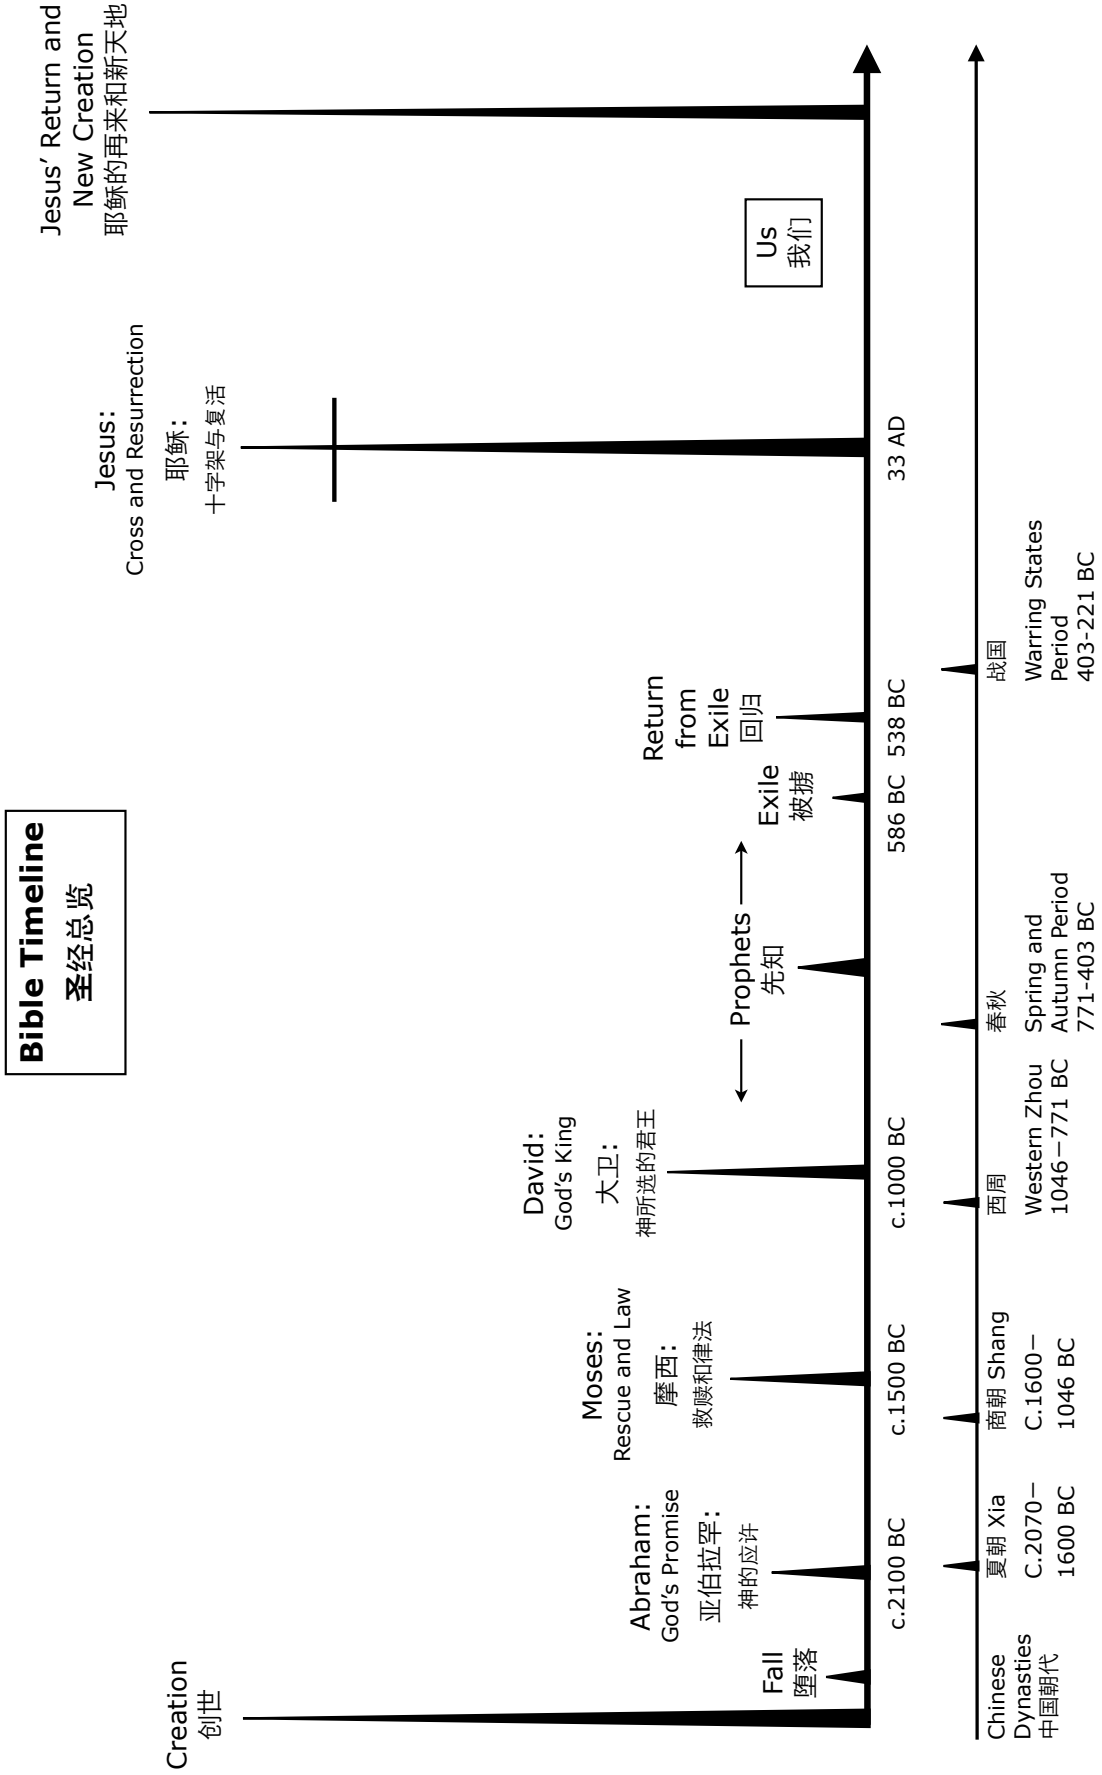 Bible Timeline
圣经总览
Creation
创世
Fall
堕落
Abraham:
God's Promise
亚伯拉罕:
神的应许
c.2100 BC
Moses:
Rescue and Law
摩西:
救赎和律法
c.1500 BC
David:
God's King
大卫:
神所选的君王
c.1000 BC
Prophets
先知
Exile
被掳
586 BC
Return
from
Exile
回归
538 BC
Jesus:
Cross and Resurrection
耶稣:
十字架与复活
33 AD
Us
我们
Jesus’ Return and
New Creation
耶稣的再来和新天地
Chinese
Dynasties
中国朝代
夏朝 Xia
C.2070—
1600 BC
商朝 Shang
C.1600—
1046 BC
西周
Western Zhou
1046—771 BC
春秋
Spring and
Autumn Period
771-403 BC
战国
Warring States
Period
403-221 BC